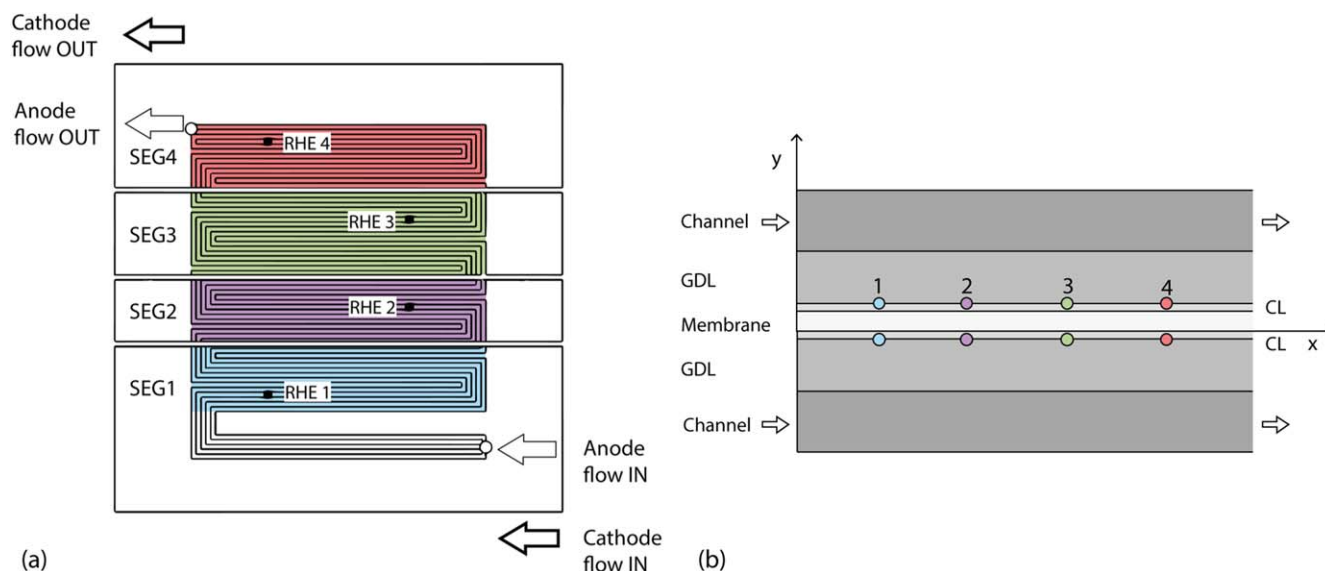 Cathode
flow OUT
Anode
flow OUT
SEG4
RHE 4
SEG3
RHE 3
SEG2
RHE 2
SEG1
RHE 1
Anode
flow IN
Cathode
flow IN
(a)
y
Channel
GDL
1 2 3 4
CL
Membrane
CL x
GDL
Channel
(b)